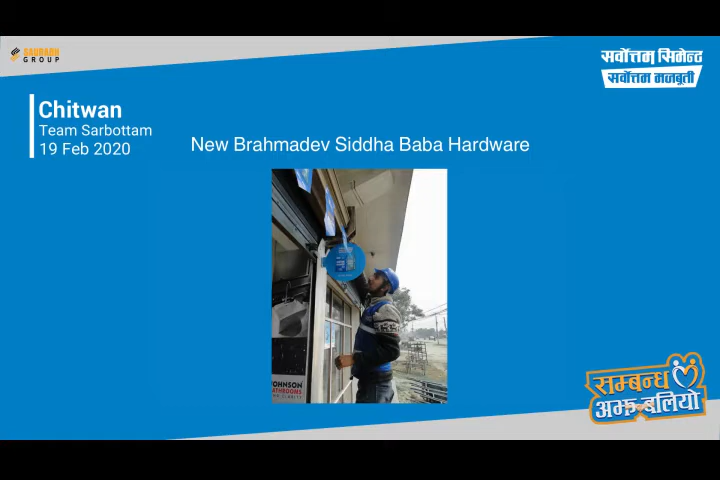 SAURABH
GROUP
सर्वोत्तम सिमेन्ट
सर्वोत्तम मजबूती
Chitwan
Team Sarbottam
19 Feb 2020
New Brahmadev Siddha Baba Hardware
JOHNSON
BATHROOMS
सम्बन्ध
अझ बलियो